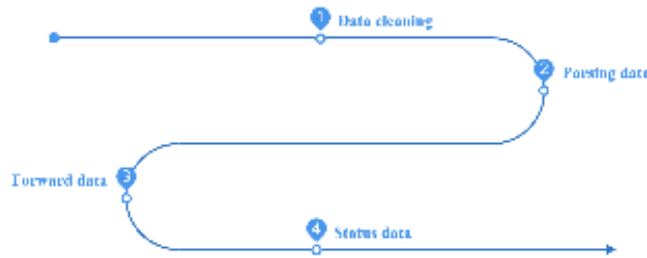 1 Data cleaning
2 Parsing data
3 Forward data
4 Status data